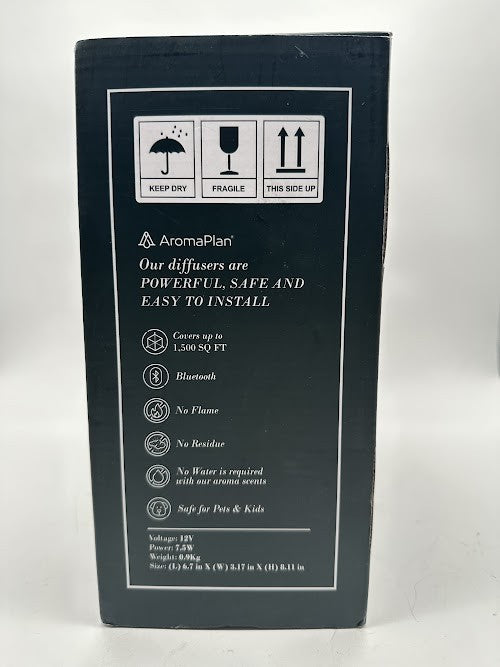 KEEP DRY FRAGILE THIS SIDE UP
AromaPlan®
Our diffusers are
POWERFUL, SAFE AND
EASY TO INSTALL
Covers up to
1,500 SQ FT
Bluetooth
No Flame
No Residue
No Water is required
with our aroma scents
Safe for Pets & Kids
Voltage: 12V
Power: 7.5W
Weight: 0.9Kg
Size: (L) 6.7 in X (W) 3.17 in X (H) 8.11 in